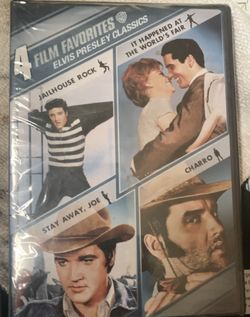 4 FILM FAVORITES
ELVIS PRESLEY CLASSICS
JAILHOUSE ROCK
IT HAPPENED AT
THE WORLD'S FAIR
STAY AWAY, JOE
CHARRO